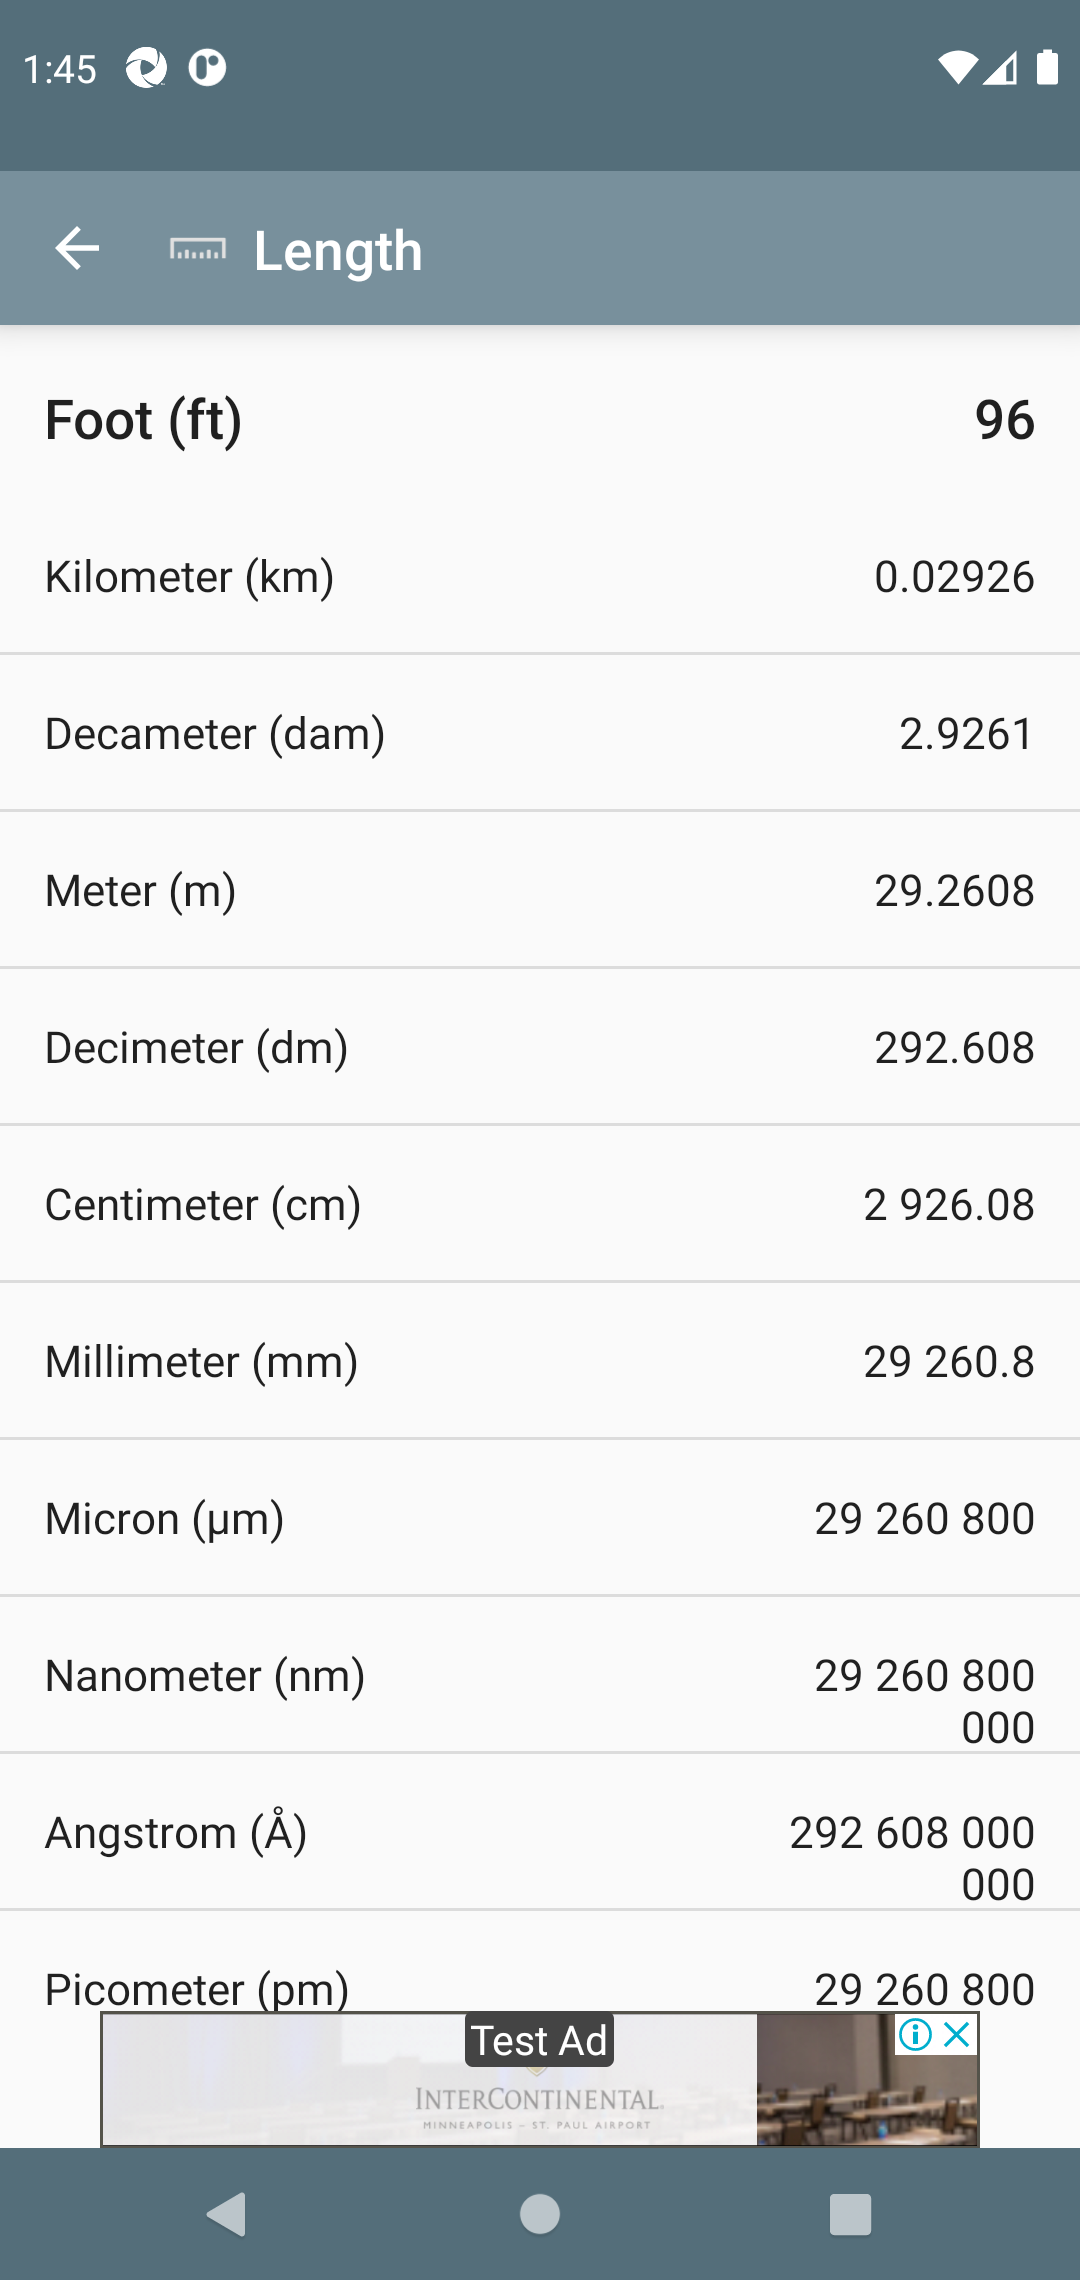 1:45
Length
Foot (ft) 96
Kilometer (km) 0.02926
Decameter (dam) 2.9261
Meter (m) 29.2608
Decimeter (dm) 292.608
Centimeter (cm) 2 926.08
Millimeter (mm) 29 260.8
Micron (µm) 29 260 800
Nanometer (nm) 29 260 800
000
Angstrom (Å) 292 608 000
000
Picometer (pm) 29 260 800
Test Ad
INTERCONTINENTAL.
MINNEAPOLIS – ST. PAUL AIRPORT